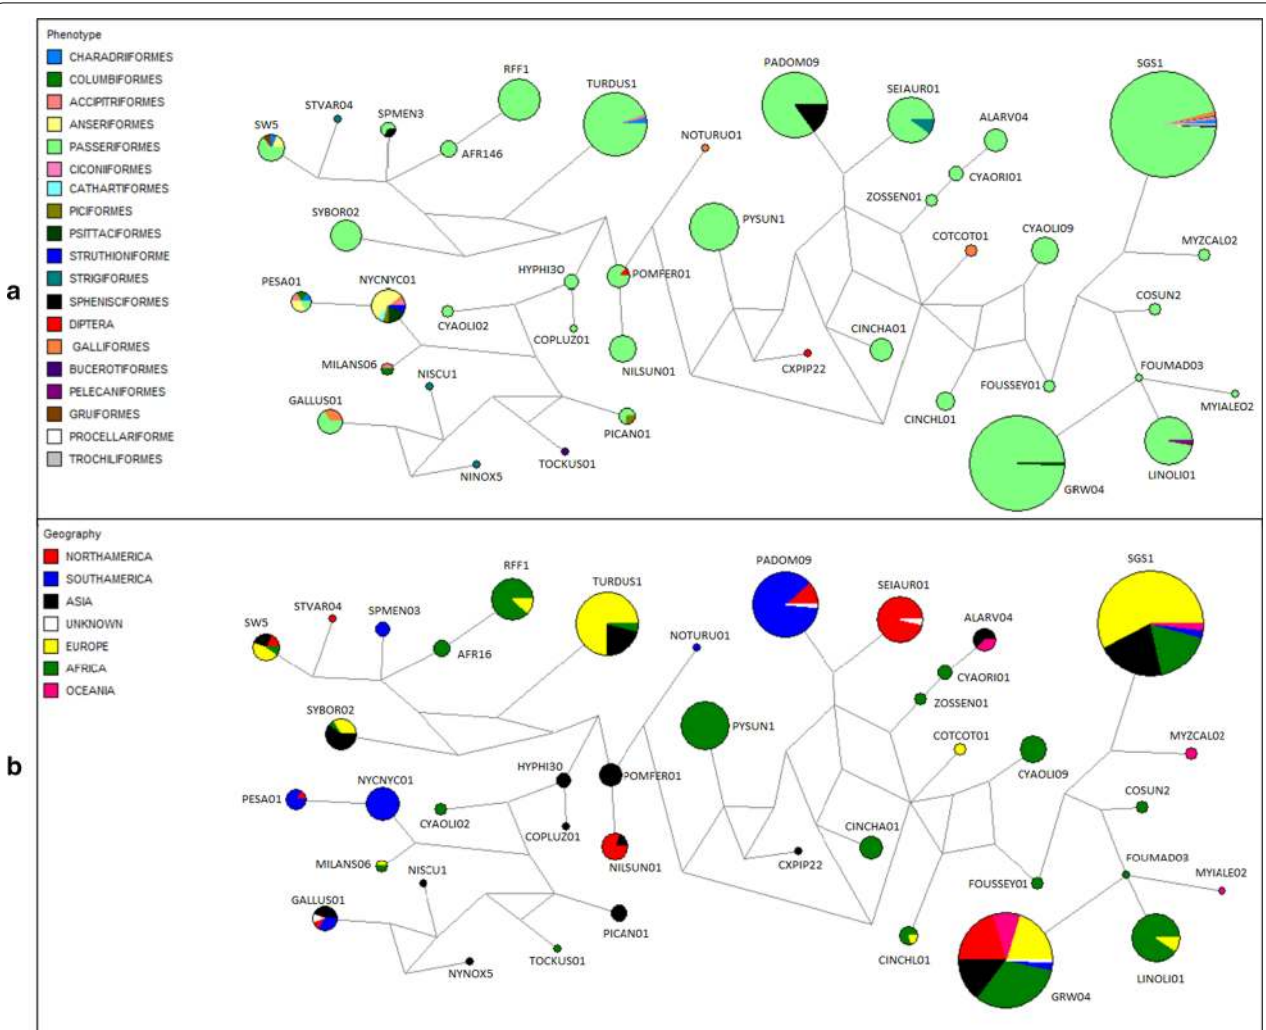 a
Phenotype
CHARADRIIFORMES
COLUMBIFORMES
ACCIPITRIFORMES
ANSERIFORMES
PASSERIFORMES
CICONIIFORMES
CATHARTIFORMES
PICIFORMES
PSITTACIFORMES
STRUTHIONIFORME
STRIGIFORMES
SPHENISCIFORMES
DIPTERA
GALLIFORMES
BUCEROTIFORMES
PELECANIFORMES
GRUIFORMES
PROCELLARIFORME
TROCHILIFORMES
SW5
STVAR04
SPMEN3
RFF1
AFR146
TURDUS1
NOTURU01
PADOM09
SEIAUR01
ALARV04
CYAORI01
ZOSSEN01
SGS1
SYBOR02
PYSUN1
COTCOT01
CYAOLI09
MYZCAL02
PESA01
NYCNYC01
HYPHI30
POMFER01
COSUN2
CYAOLI02
COPLUZ01
CINCHA01
MILANS06
NISCU1
NILSUN01
CXPIP22
FOUSSEY01
FOUMAD03
MYIALE02
GALLUS01
PICAN01
CINCHL01
NINOX5
TOCKUS01
GRW04
LINOLI01
b
Geography
NORTHAMERICA
SOUTHAMERICA
ASIA
UNKNOWN
EUROPE
AFRICA
OCEANIA
SW5
STVAR04
SPMEN03
RFF1
AFR16
TURDUS1
NOTURU01
PADOM09
SEIAUR01
ALARV04
CYAORI01
ZOSSEN01
SGS1
SYBOR02
PYSUN1
COTCOT01
CYAOLI09
MYZCAL02
PESA01
NYCNYC01
HYPHI30
POMFER01
COSUN2
CYAOLI02
COPLUZ01
CINCHA01
MILANS06
NISCU1
NILSUN01
CXPIP22
FOUSSEY01
FOUMAD03
MYIALE02
GALLUS01
PICAN01
CINCHL01
NYNOX5
TOCKUS01
GRW04
LINOLI01